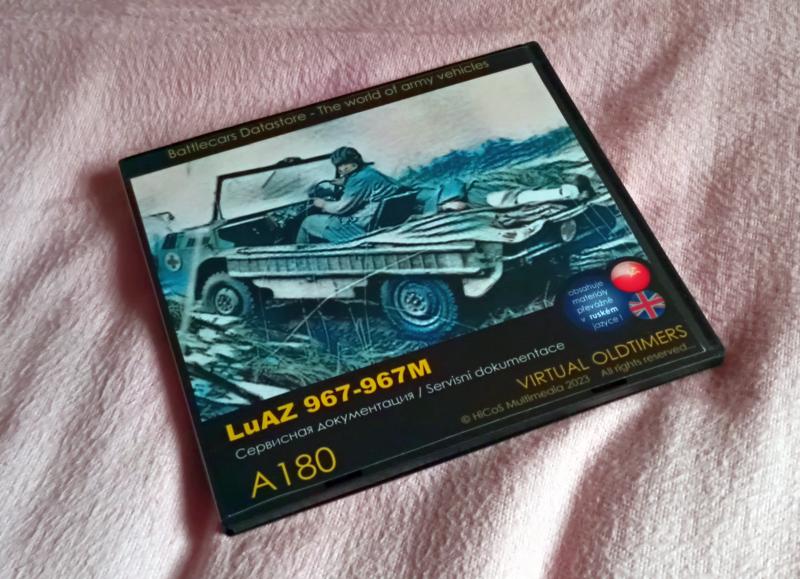 Battlecars Datastore - The world of army vehicles
obsahuje
materiály
převážně
v ruském
jazyce !
LuAZ 967-967M
Сервисная документация / Servisní dokumentace
A180
VIRTUAL OLDTIMERS
© HiCoS Multimedia 2023 All rights reserved...